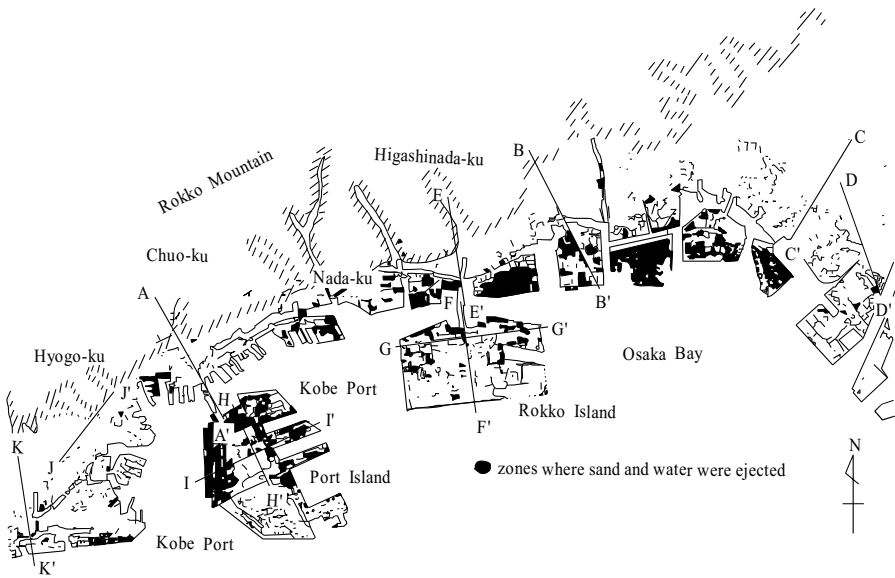 C
B
Higashinada-ku
D
Rokko Mountain
E
Chuo-ku
C'
Nada-ku
A
B'
F
E'
D'
G'
G
Osaka Bay
Hyogo-ku
J'
Kobe Port
H
Rokko Island
I'
F'
A'
K
N
J
Port Island
zones where sand and water were ejected
I
H'
Kobe Port
K'